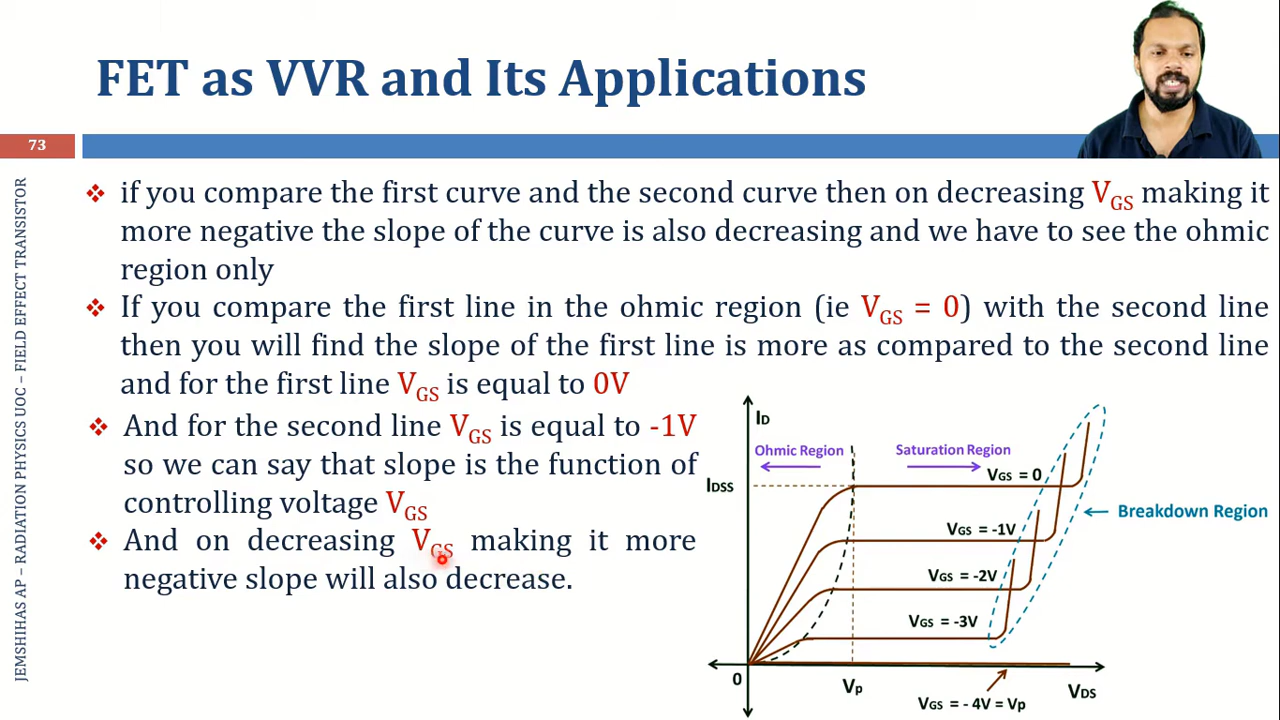 FET as VVR and Its Applications
73
JEMSHIHAS AP – RADIATION PHYSICS UOC – FIELD EFFECT TRANSISTOR
❖ if you compare the first curve and the second curve then on decreasing VGS making it
more negative the slope of the curve is also decreasing and we have to see the ohmic
region only
❖ If you compare the first line in the ohmic region (ie VGS = 0) with the second line
then you will find the slope of the first line is more as compared to the second line
and for the first line VGS is equal to 0V
❖ And for the second line VGS is equal to -1V
so we can say that slope is the function of
controlling voltage VGS
❖ And on decreasing VGS making it more
negative slope will also decrease.
ID
Ohmic Region
Saturation Region
IDSS
VGS = 0
Breakdown Region
VGS = -1V
VGS = -2V
VGS = -3V
0
Vp
VDS
VGS = - 4V = Vp